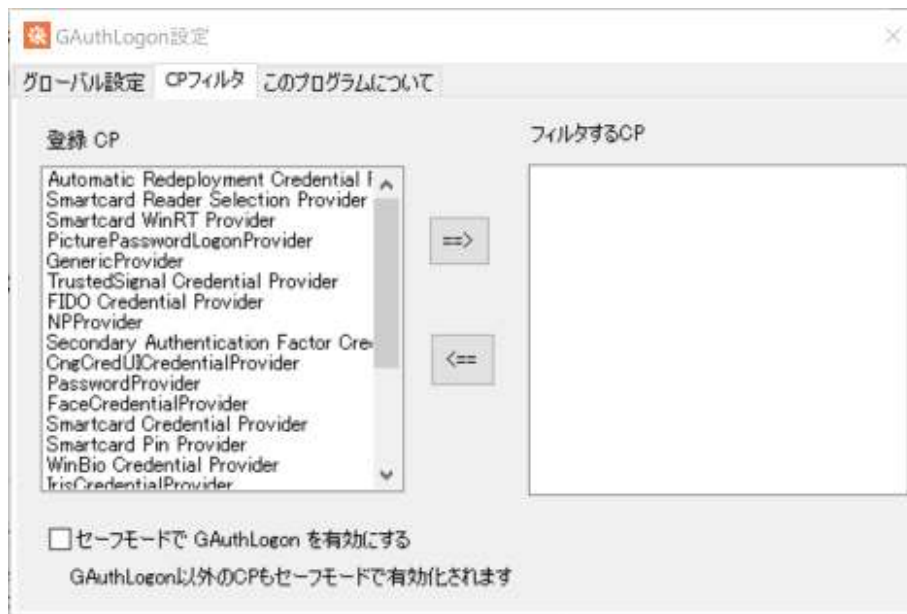 GAuthLogon設定
グローバル設定 CPフィルタ このプログラムについて
登録 CP
フィルタするCP
Automatic Redeployment Credential
Smartcard Reader Selection Provider
Smartcard WinRT Provider
PicturePasswordLogonProvider
==>
GenericProvider
TrustedSignal Credential Provider
FIDO Credential Provider
NPProvider
Secondary Authentication Factor Cre
<==
CngCredUICredentialProvider
PasswordProvider
FaceCredentialProvider
Smartcard Credential Provider
Smartcard Pin Provider
WinBio Credential Provider
IrisCredentialProvider
セーフモードで GAuthLogon を有効にする
GAuthLogon以外のCPもセーフモードで有効化されます